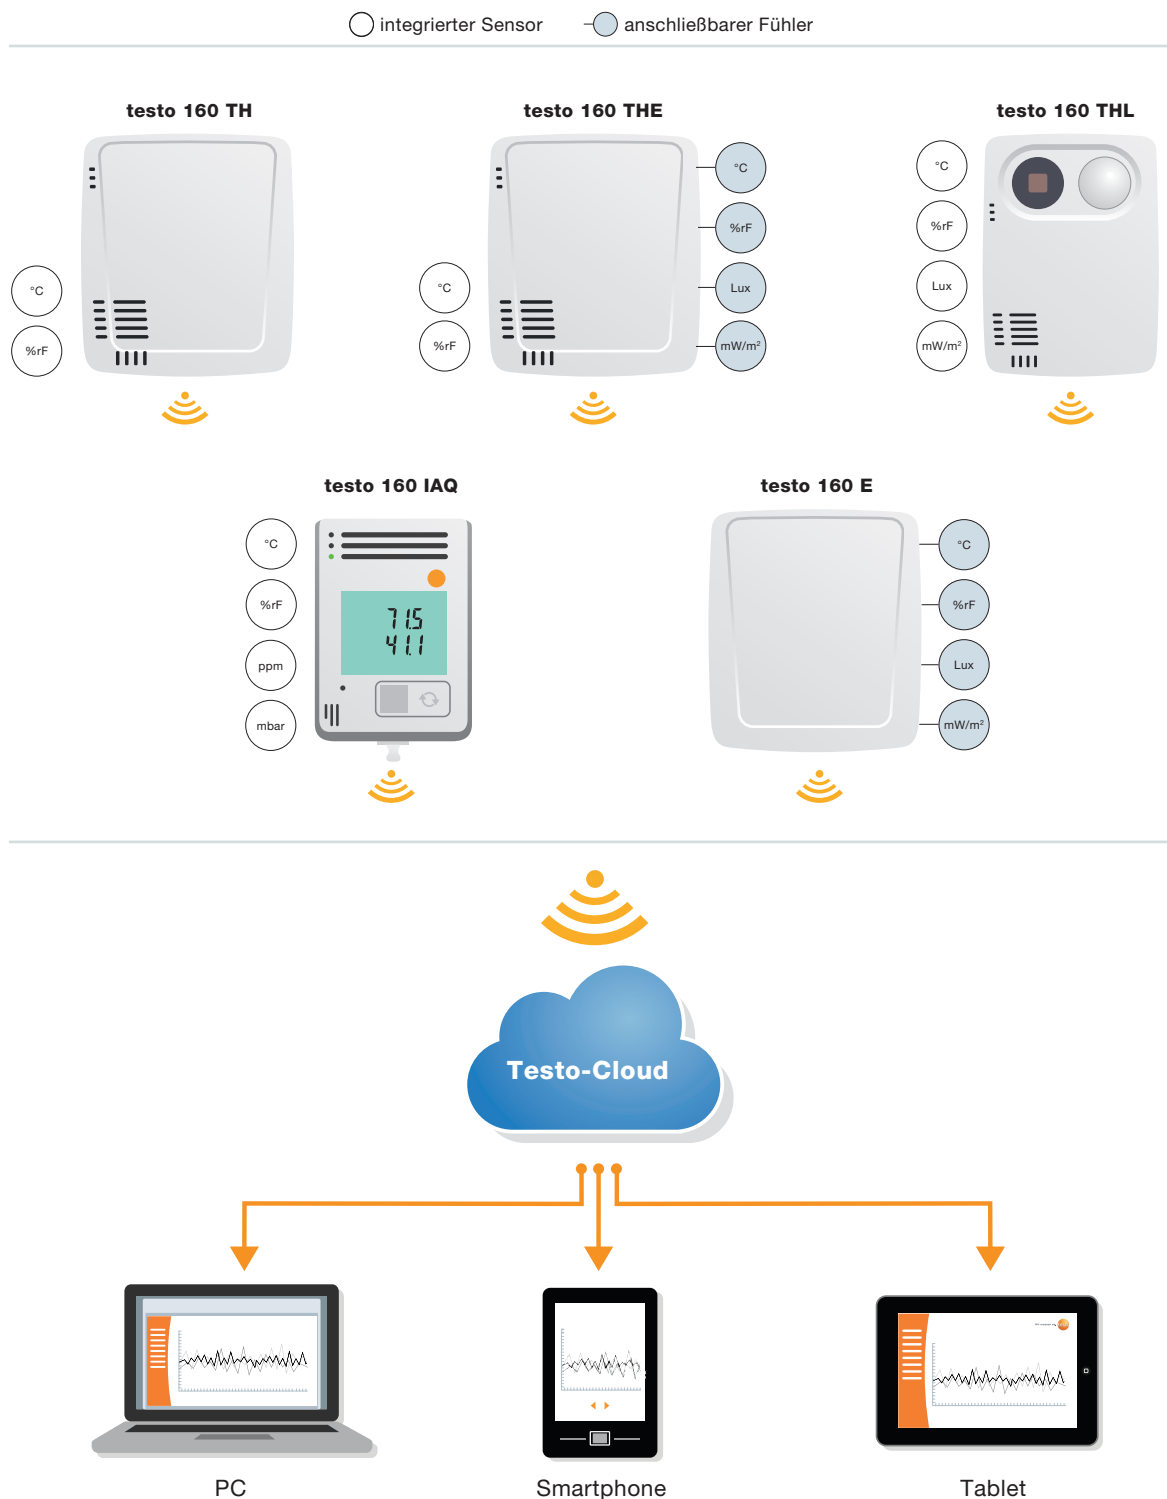 integrierter Sensor
anschließbarer Fühler
testo 160 TH
°C
%rF
testo 160 THE
°C
%rF
°C
%rF
Lux
mW/m²
testo 160 THL
°C
%rF
Lux
mW/m²
testo 160 IAQ
°C
%rF
ppm
mbar
71.5
41.1
testo 160 E
°C
%rF
Lux
mW/m²
Testo-Cloud
PC
Smartphone
Tablet